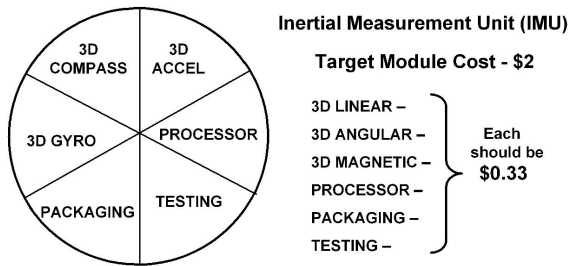 3D
COMPASS
3D
ACCEL
3D GYRO
PROCESSOR
PACKAGING
TESTING
Inertial Measurement Unit (IMU)
Target Module Cost - $2
3D LINEAR –
3D ANGULAR –
3D MAGNETIC –
PROCESSOR –
PACKAGING –
TESTING –
Each
should be
$0.33